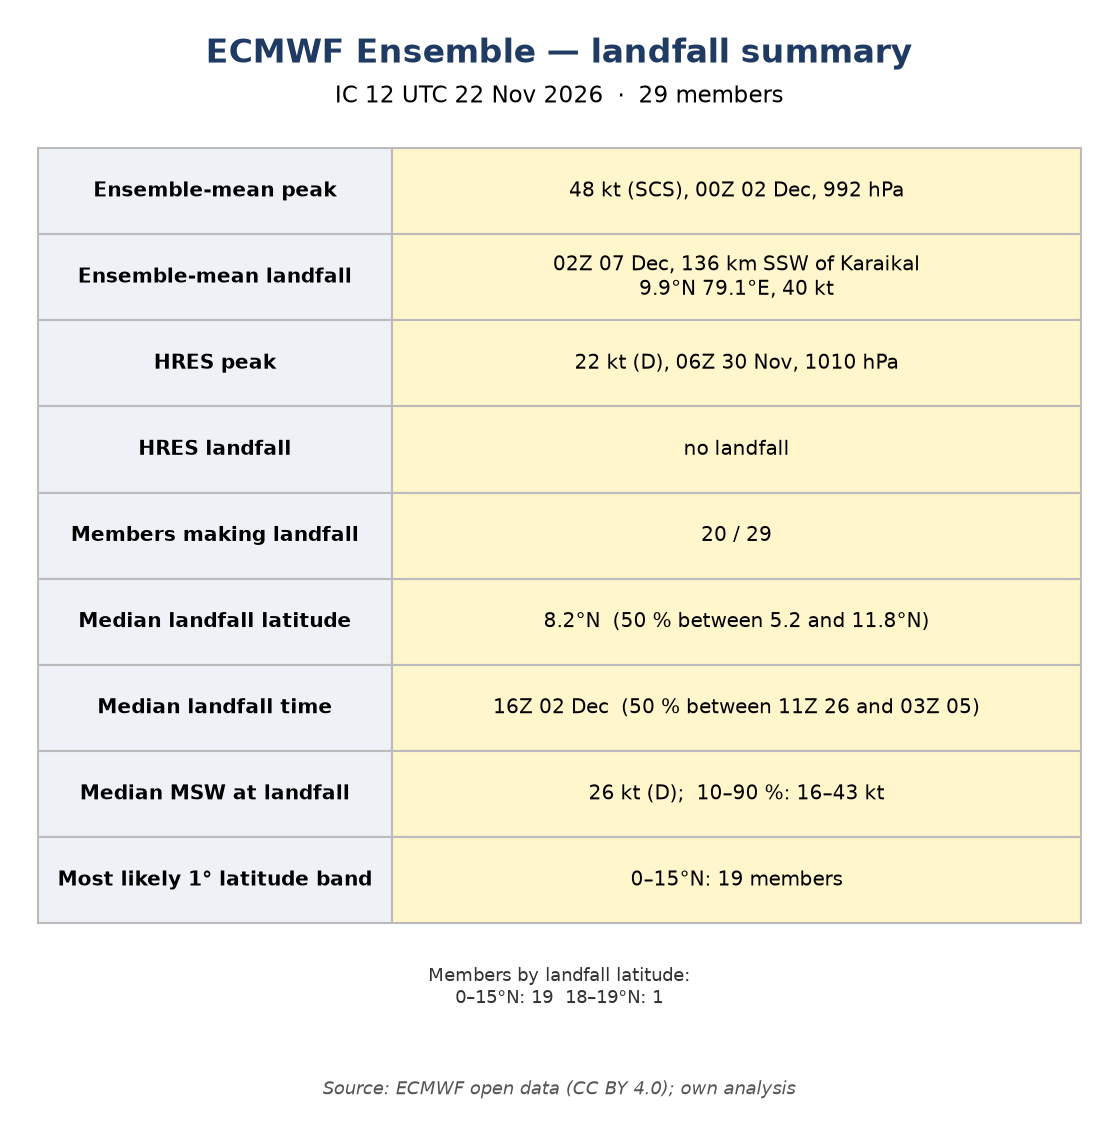 ECMWF Ensemble — landfall summary
IC 12 UTC 22 Nov 2026 · 29 members
Ensemble-mean peak
48 kt (SCS), 00Z 02 Dec, 992 hPa
Ensemble-mean landfall
02Z 07 Dec, 136 km SSW of Karaikal
9.9°N 79.1°E, 40 kt
HRES peak
22 kt (D), 06Z 30 Nov, 1010 hPa
HRES landfall
no landfall
Members making landfall
20 / 29
Median landfall latitude
8.2°N (50 % between 5.2 and 11.8°N)
Median landfall time
16Z 02 Dec (50 % between 11Z 26 and 03Z 05)
Median MSW at landfall
26 kt (D); 10–90 %: 16–43 kt
Most likely 1° latitude band
0–15°N: 19 members
Members by landfall latitude:
0–15°N: 19 18–19°N: 1
Source: ECMWF open data (CC BY 4.0); own analysis